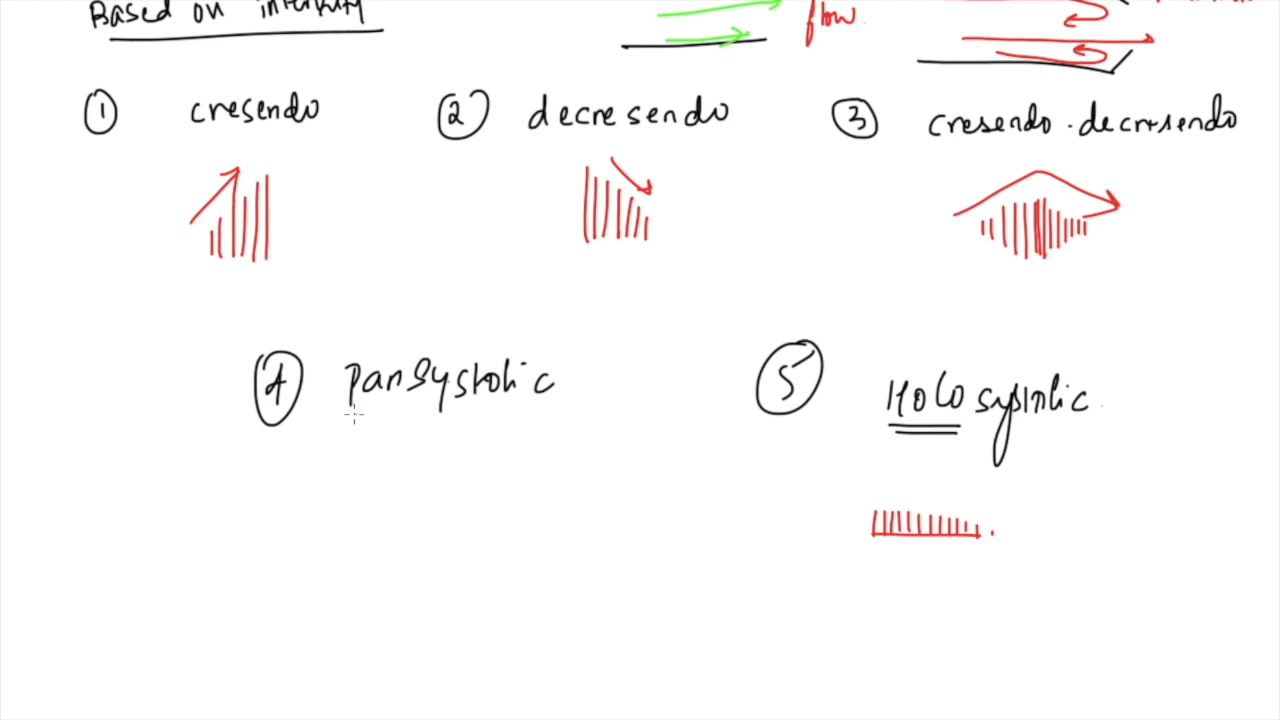 Based on intensity
flow
① cresendo ② decresendo ③ cresendo-decresendo
④ Pansystolic ⑤ Holosystolic